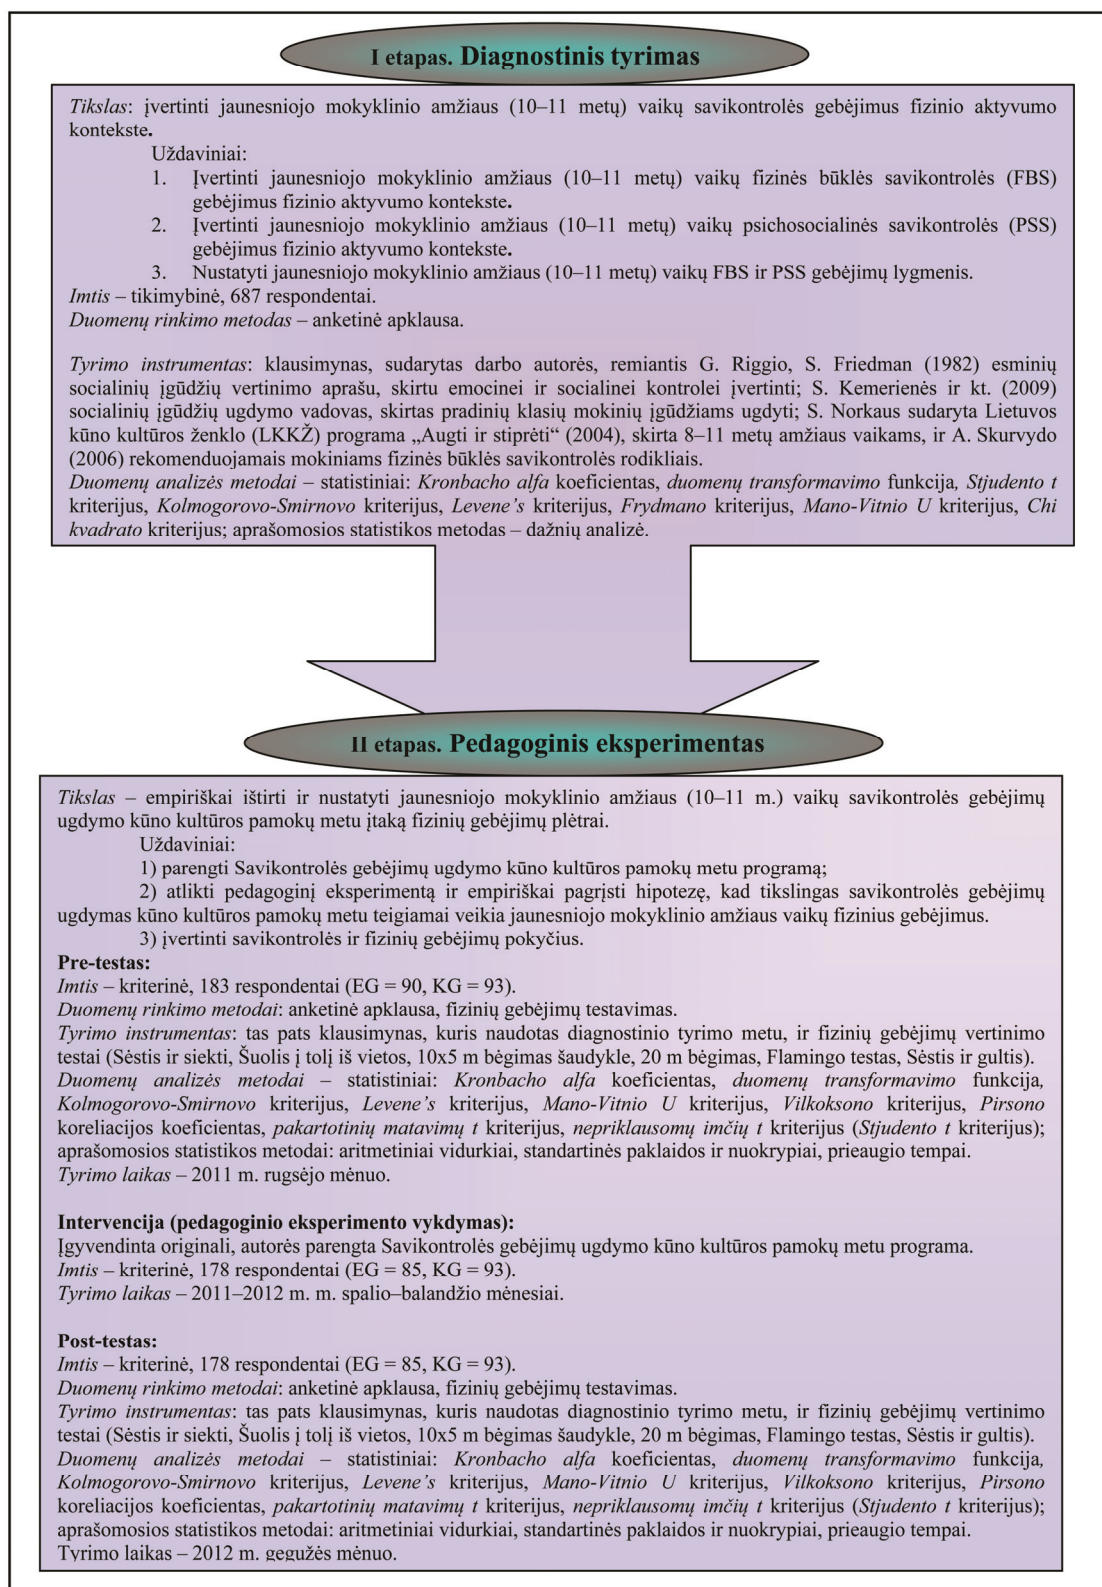 I etapas. Diagnostinis tyrimas
Tikslas: įvertinti jaunesniojo mokyklinio amžiaus (10–11 metų) vaikų savikontrolės gebėjimus fizinio aktyvumo
kontekste.
Uždaviniai:
1. Įvertinti jaunesniojo mokyklinio amžiaus (10–11 metų) vaikų fizinės būklės savikontrolės (FBS)
gebėjimus fizinio aktyvumo kontekste.
2. Įvertinti jaunesniojo mokyklinio amžiaus (10–11 metų) vaikų psichosocialinės savikontrolės (PSS)
gebėjimus fizinio aktyvumo kontekste.
3. Nustatyti jaunesniojo mokyklinio amžiaus (10–11 metų) vaikų FBS ir PSS gebėjimų lygmenis.
Imtis – tikimybinė, 687 respondentai.
Duomenų rinkimo metodas – anketinė apklausa.
Tyrimo instrumentas: klausimynas, sudarytas darbo autorės, remiantis G. Riggio, S. Friedman (1982) esminių
socialinių įgūdžių vertinimo aprašu, skirtu emocinei ir socialinei kontrolei įvertinti; S. Kemerienės ir kt. (2009)
socialinių įgūdžių ugdymo vadovas, skirtas pradinių klasių mokinių įgūdžiams ugdyti; S. Norkaus sudaryta Lietuvos
kūno kultūros ženklo (LKKŽ) programa „Augti ir stiprėti“ (2004), skirta 8–11 metų amžiaus vaikams, ir A. Skurvydo
(2006) rekomenduojamais mokiniams fizinės būklės savikontrolės rodikliais.
Duomenų analizės metodai – statistiniai: Kronbacho alfa koeficientas, duomenų transformavimo funkcija, Stjudento t
kriterijus, Kolmogorovo-Smirnovo kriterijus, Levene’s kriterijus, Frydmano kriterijus, Mano-Vitnio U kriterijus, Chi
kvadrato kriterijus; aprašomosios statistikos metodas – dažnių analizė.
II etapas. Pedagoginis eksperimentas
Tikslas – empiriškai ištirti ir nustatyti jaunesniojo mokyklinio amžiaus (10–11 m.) vaikų savikontrolės gebėjimų
ugdymo kūno kultūros pamokų metu įtaką fizinių gebėjimų plėtrai.
Uždaviniai:
1) parengti Savikontrolės gebėjimų ugdymo kūno kultūros pamokų metu programą;
2) atlikti pedagoginį eksperimentą ir empiriškai pagrįsti hipotezę, kad tikslingas savikontrolės gebėjimų
ugdymas kūno kultūros pamokų metu teigiamai veikia jaunesniojo mokyklinio amžiaus vaikų fizinius gebėjimus.
3) įvertinti savikontrolės ir fizinių gebėjimų pokyčius.
Pre-testas:
Imtis – kriterinė, 183 respondentai (EG = 90, KG = 93).
Duomenų rinkimo metodai: anketinė apklausa, fizinių gebėjimų testavimas.
Tyrimo instrumentas: tas pats klausimynas, kuris naudotas diagnostinio tyrimo metu, ir fizinių gebėjimų vertinimo
testai (Sėstis ir siekti, Šuolis į tolį iš vietos, 10x5 m bėgimas šaudykle, 20 m bėgimas, Flamingo testas, Sėstis ir gultis).
Duomenų analizės metodai – statistiniai: Kronbacho alfa koeficientas, duomenų transformavimo funkcija,
Kolmogorovo-Smirnovo kriterijus, Levene’s kriterijus, Mano-Vitnio U kriterijus, Vilkoksono kriterijus, Pirsono
koreliacijos koeficientas, pakartotinių matavimų t kriterijus, nepriklausomų imčių t kriterijus (Stjudento t kriterijus);
aprašomosios statistikos metodai: aritmetiniai vidurkiai, standartinės paklaidos ir nuokrypiai, prieaugio tempai.
Tyrimo laikas – 2011 m. rugsėjo mėnuo.
Intervencija (pedagoginio eksperimento vykdymas):
Įgyvendinta originali, autorės parengta Savikontrolės gebėjimų ugdymo kūno kultūros pamokų metu programa.
Imtis – kriterinė, 178 respondentai (EG = 85, KG = 93).
Tyrimo laikas – 2011–2012 m. m. spalio–balandžio mėnesiai.
Post-testas:
Imtis – kriterinė, 178 respondentai (EG = 85, KG = 93).
Duomenų rinkimo metodai: anketinė apklausa, fizinių gebėjimų testavimas.
Tyrimo instrumentas: tas pats klausimynas, kuris naudotas diagnostinio tyrimo metu, ir fizinių gebėjimų vertinimo
testai (Sėstis ir siekti, Šuolis į tolį iš vietos, 10x5 m bėgimas šaudykle, 20 m bėgimas, Flamingo testas, Sėstis ir gultis).
Duomenų analizės metodai – statistiniai: Kronbacho alfa koeficientas, duomenų transformavimo funkcija,
Kolmogorovo-Smirnovo kriterijus, Levene’s kriterijus, Mano-Vitnio U kriterijus, Vilkoksono kriterijus, Pirsono
koreliacijos koeficientas, pakartotinių matavimų t kriterijus, nepriklausomų imčių t kriterijus (Stjudento t kriterijus);
aprašomosios statistikos metodai: aritmetiniai vidurkiai, standartinės paklaidos ir nuokrypiai, prieaugio tempai.
Tyrimo laikas – 2012 m. gegužės mėnuo.